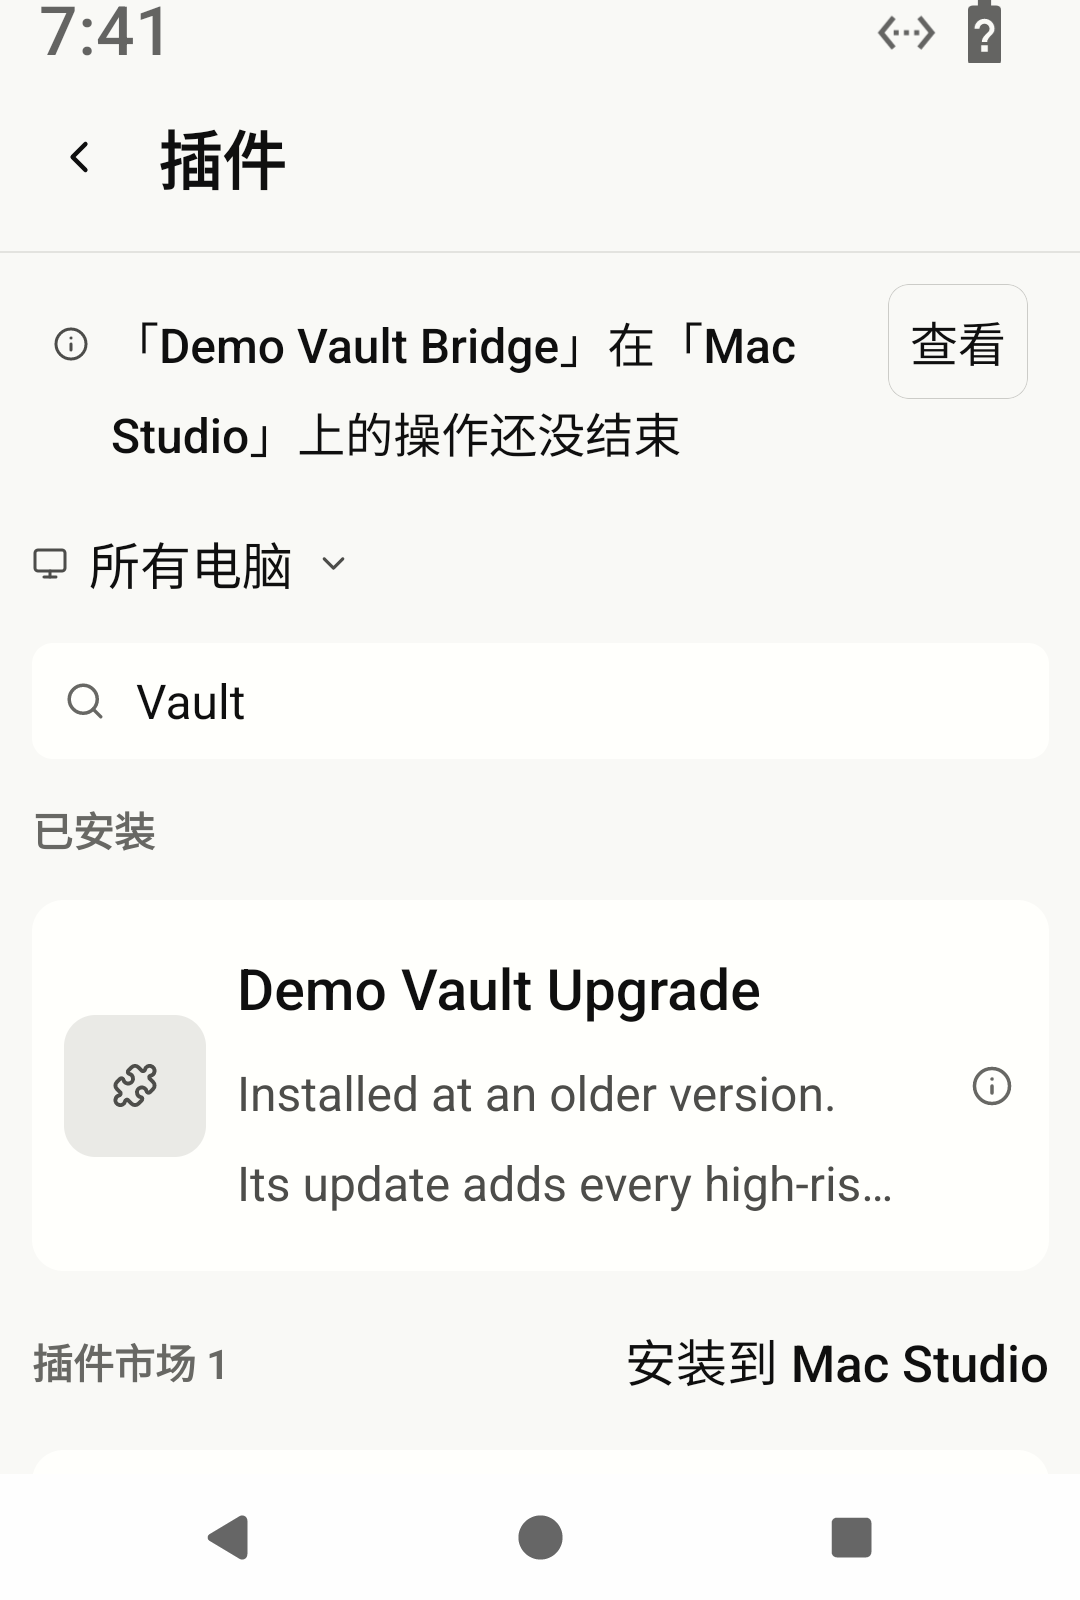 7:41
插件
「Demo Vault Bridge」在「Mac
Studio」上的操作还没结束
查看
所有电脑
Vault
已安装
Demo Vault Upgrade
Installed at an older version.
Its update adds every high-ris…
插件市场 1
安装到 Mac Studio